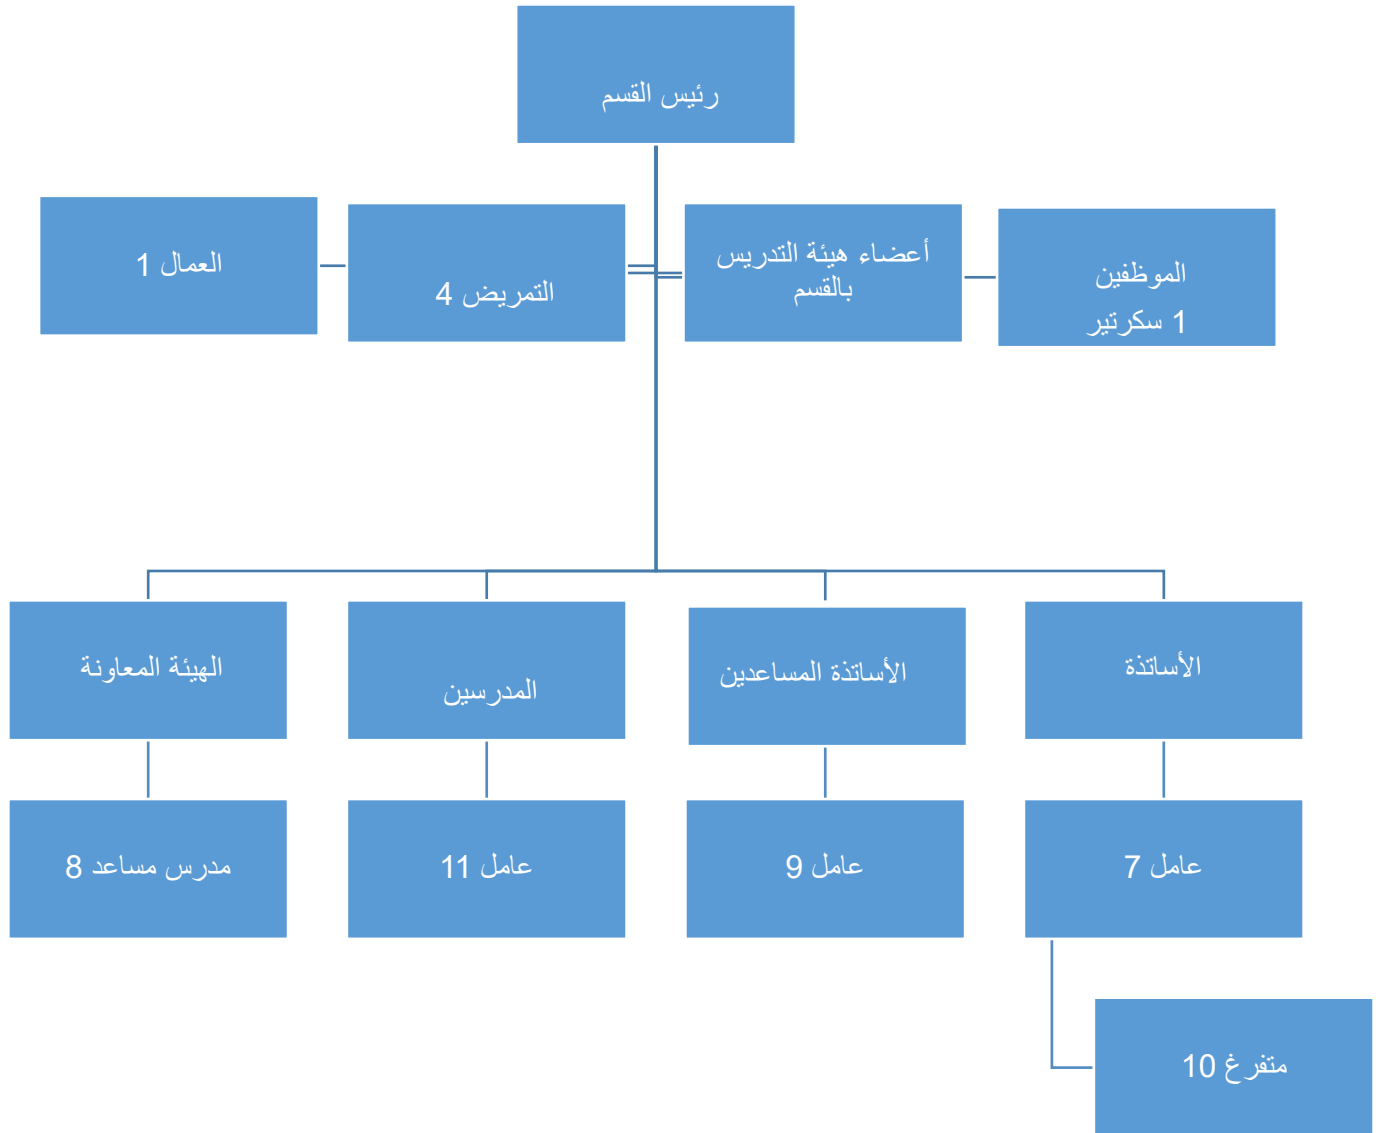 رئيس القسم
الموظفين
1 سكرتير
أعضاء هيئة التدريس
بالقسم
التمريض 4
العمال 1
الأساتذة
الأساتذة المساعدين
المدرسين
الهيئة المعاونة
عامل 7
عامل 9
عامل 11
مدرس مساعد 8
متفرغ 10